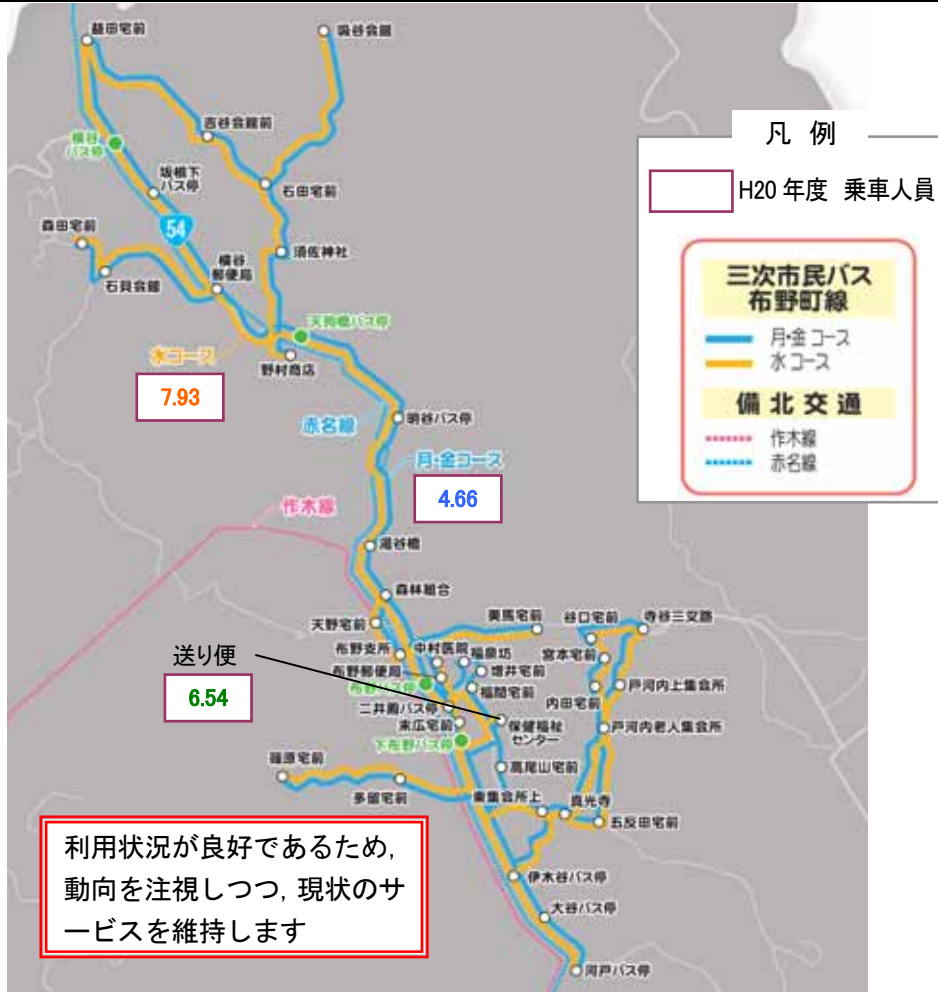 益田宅前
吸谷会館
吉谷会館前
横谷
バス停
坂根下
バス停
石田宅前
54
森田宅前
須佐神社
横谷
郵便局
石見会館
天狗橋バス停
水コース
野村商店
7.93
赤名線
明谷バス停
月・金コース
4.66
作木線
湯谷橋
森林組合
天野宅前
美馬宅前
谷口宅前
寺谷三叉路
布野支所
中村医院
福泉坊
宮本宅前
送り便
布野郵便局
増井宅前
6.54
布野バス停
福間宅前
内田宅前
戸河内上集会所
二井殿バス停
末広宅前
保健福祉
センター
戸河内老人集会所
下布野バス停
篠原宅前
高尾山宅前
多留宅前
東集会所上
真光寺
五反田宅前
伊木谷バス停
大谷バス停
河戸バス停
利用状況が良好であるため,
動向を注視しつつ, 現状のサ
ービスを維持します
凡 例
H20 年度 乗車人員
三次市民バス
布野町線
月・金 コース
水 コース
備 北 交 通
作木線
赤名線